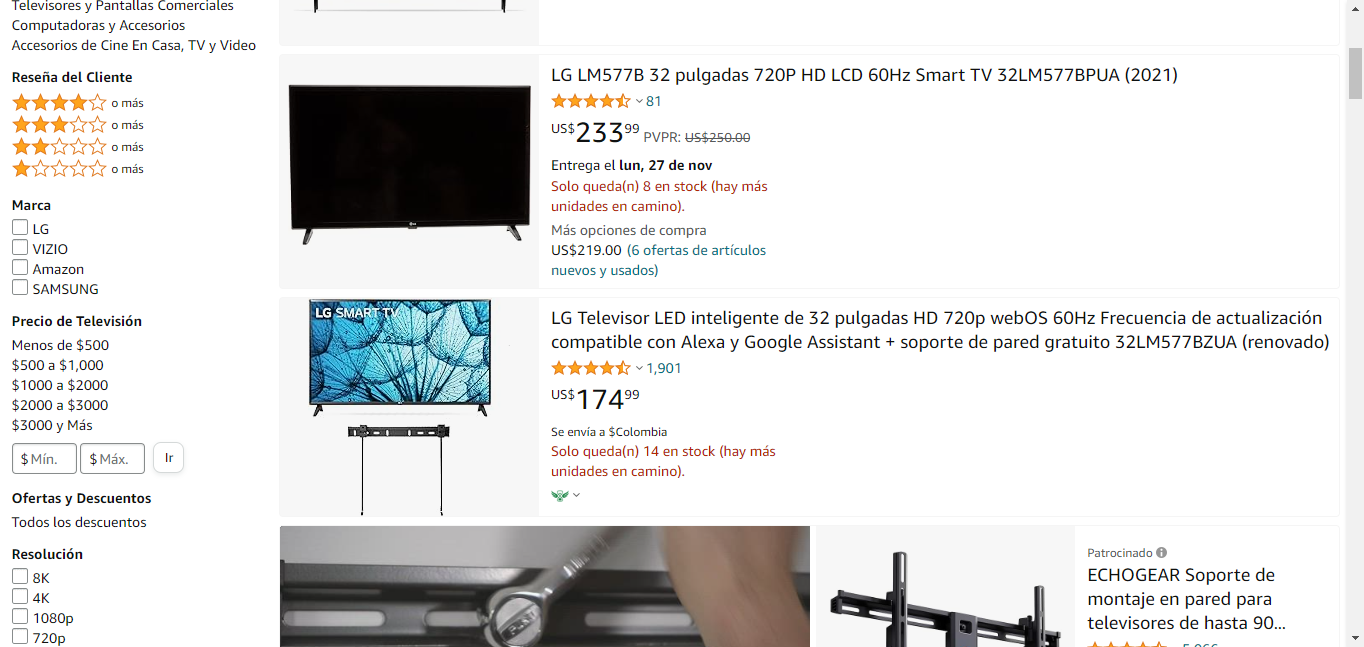 Televisores y Pantallas Comerciales
Computadoras y Accesorios
Accesorios de Cine En Casa, TV y Video
Reseña del Cliente
o más
o más
o más
o más
Marca
LG
VIZIO
Amazon
SAMSUNG
Precio de Televisión
Menos de $500
$500 a $1,000
$1000 a $2000
$2000 a $3000
$3000 y Más
$ Mín.
$ Máx.
Ir
Ofertas y Descuentos
Todos los descuentos
Resolución
8K
4K
1080p
720p
LG LM577B 32 pulgadas 720P HD LCD 60Hz Smart TV 32LM577BPUA (2021)
81
US$233 99 PVPR: US$250.00
Entrega el lun, 27 de nov
Solo queda(n) 8 en stock (hay más
unidades en camino).
Más opciones de compra
US$219.00 (6 ofertas de artículos
nuevos y usados)
LG SMART TV
LG Televisor LED inteligente de 32 pulgadas HD 720p webOS 60Hz Frecuencia de actualización
compatible con Alexa y Google Assistant + soporte de pared gratuito 32LM577BZUA (renovado)
1,901
US$174 99
Se envía a $Colombia
Solo queda(n) 14 en stock (hay más
unidades en camino).
Patrocinado
ECHOGEAR Soporte de
montaje en pared para
televisores de hasta 90...